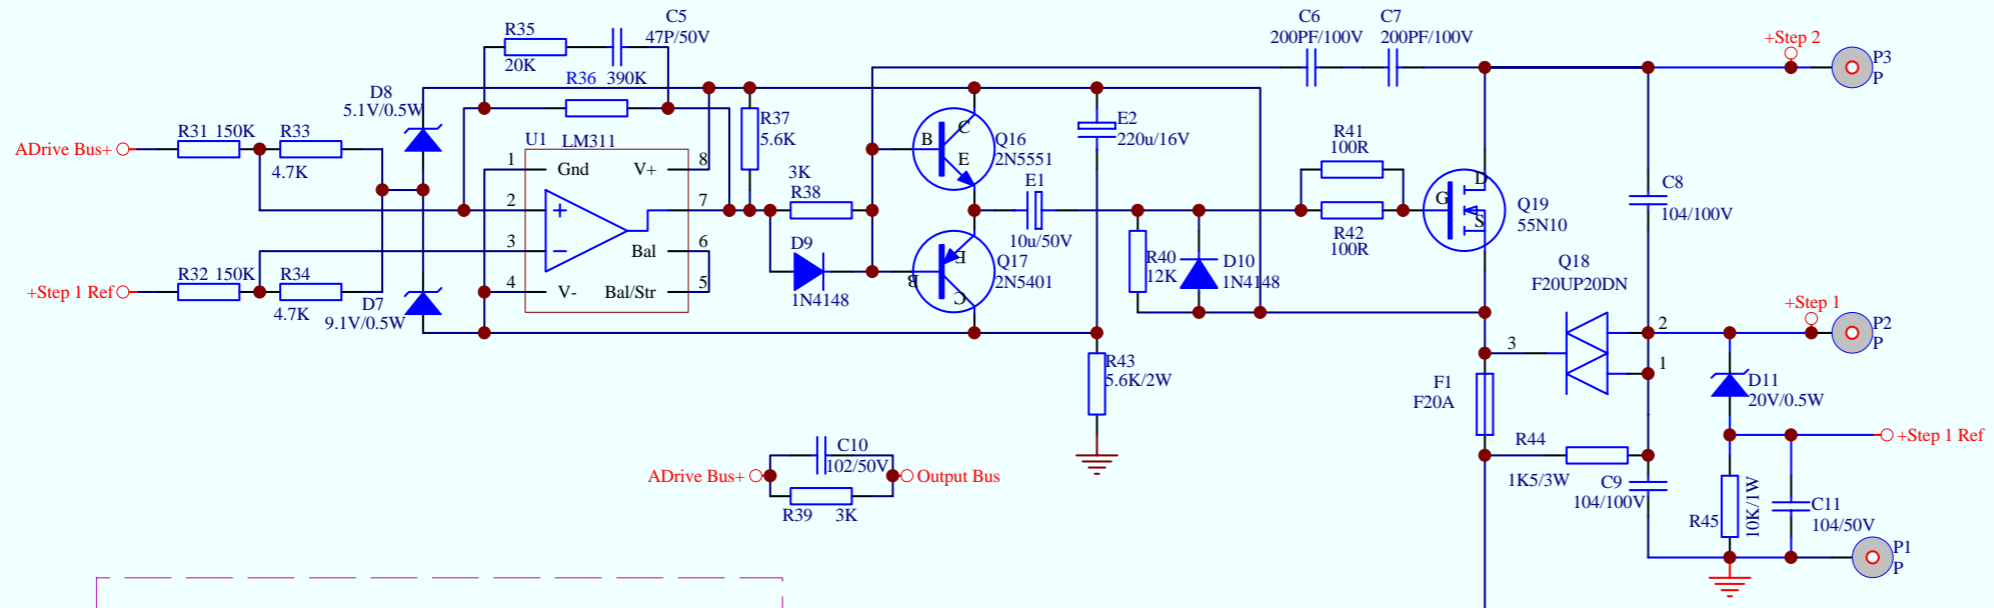 R35
20K
C5
47P/50V
R36 390K
D8
5.1V/0.5W
ADrive Bus+
R31 150K
R33
4.7K
+Step 1 Ref
R32 150K
R34
4.7K
D7
9.1V/0.5W
U1 LM311
1
Gnd
V+
8
2
7
3
Bal
6
4
V-
Bal/Str
5
R37
5.6K
3K
R38
D9
1N4148
B
C
E
Q16
2N5551
E
B
C
Q17
2N5401
E1
10u/50V
E2
220u/16V
C6
200PF/100V
C7
200PF/100V
R40
12K
D10
1N4148
R41
100R
R42
100R
D
G
S
Q19
55N10
C8
104/100V
+Step 2
P3
P
Q18
F20UP20DN
3
2
1
+Step 1
P2
P
R43
5.6K/2W
F1
F20A
D11
20V/0.5W
+Step 1 Ref
R44
1K5/3W
C9
104/100V
R45
10K/1W
C11
104/50V
P1
P
ADrive Bus+
C10
102/50V
Output Bus
R39 3K